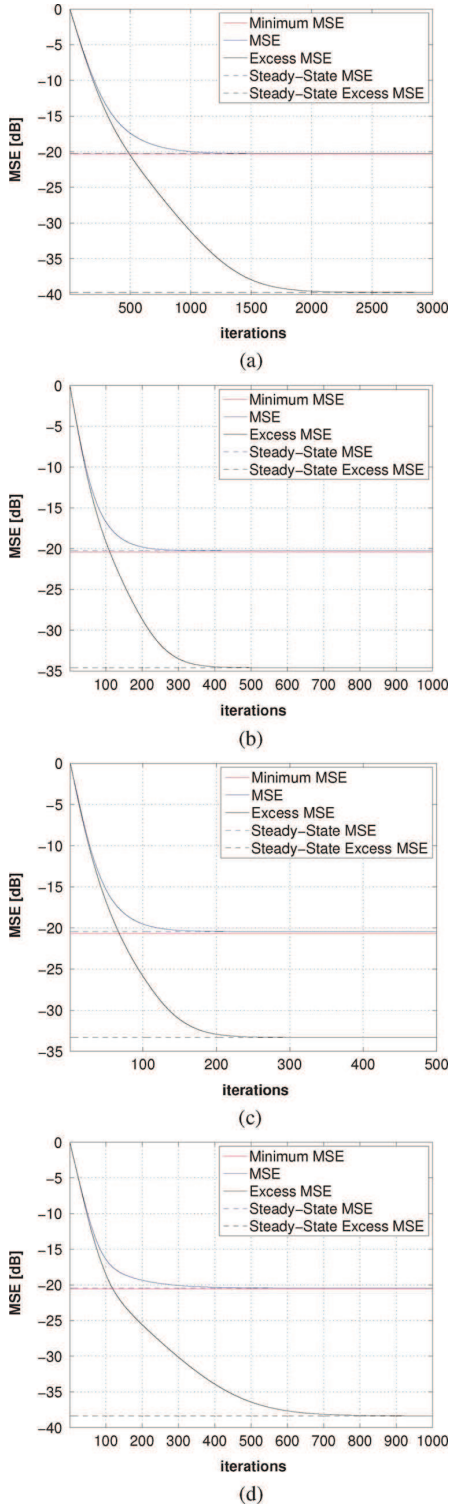 0
−5
−10
−15
−20
−25
−30
−35
−40
MSE [dB]
Minimum MSE
MSE
Excess MSE
Steady−State MSE
Steady−State Excess MSE
500 1000 1500 2000 2500 3000
iterations
(a)
0
−5
−10
−15
−20
−25
−30
−35
MSE [dB]
Minimum MSE
MSE
Excess MSE
Steady−State MSE
Steady−State Excess MSE
100 200 300 400 500 600 700 800 900 1000
iterations
(b)
0
−5
−10
−15
−20
−25
−30
−35
MSE [dB]
Minimum MSE
MSE
Excess MSE
Steady−State MSE
Steady−State Excess MSE
100 200 300 400 500
iterations
(c)
0
−5
−10
−15
−20
−25
−30
−35
−40
MSE [dB]
Minimum MSE
MSE
Excess MSE
Steady−State MSE
Steady−State Excess MSE
100 200 300 400 500 600 700 800 900 1000
iterations
(d)